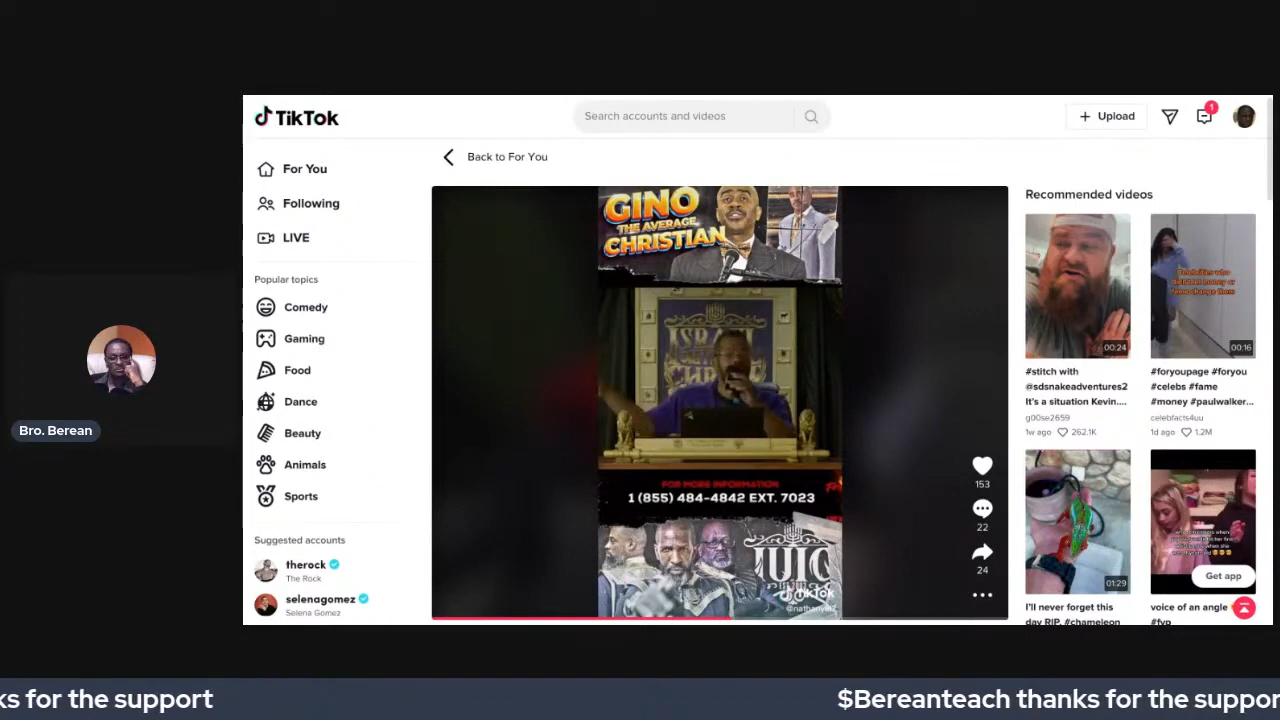 TikTok
Search accounts and videos
Upload
1
For You
Following
LIVE
Popular topics
Comedy
Gaming
Food
Dance
Beauty
Animals
Sports
Suggested accounts
therock
The Rock
selenagomez
Selena Gomez
Back to For You
GINO
THE AVERAGE
CHRISTIAN
FOR MORE INFORMATION
1 (855) 484-4842 EXT. 7023
IUIC
TikTok
153
22
24
Recommended videos
00:24
#stitch with
@sdsnakeadventures2
It's a situation Kevin....
g00se2659
1w ago 262.1K
00:16
#foryoupage #foryou
#celebs #fame
#money #paulwalker...
celebfacts4uu
1d ago 1.2M
01:29
I'll never forget this
day RIP. #chameleon
Get app
voice of an angle
#fyp
Bro. Berean
ks for the support
$Bereanteach thanks for the suppor